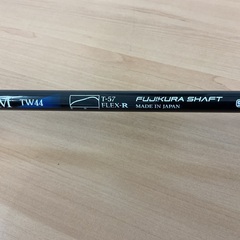 TW44
T-57
FLEX-R
FUJIKURA SHAFT
MADE IN JAPAN